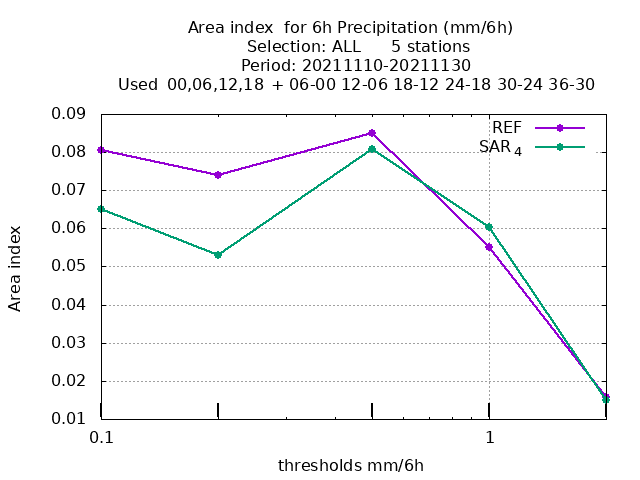 Area index  for 6h Precipitation (mm/6h)
Selection: ALL      5 stations
Period: 20211110-20211130
Used  00,06,12,18  + 06-00 12-06 18-12 24-18 30-24 36-30
REF
SAR4
0.09
0.08
0.07
0.06
0.05
0.04
0.03
0.02
0.01
Area index
0.1
1
thresholds mm/6h